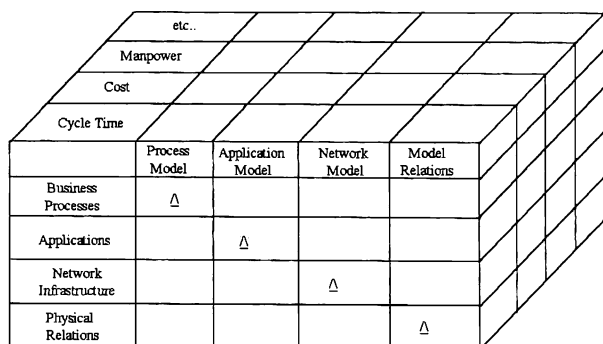 etc..
Manpower
Cost
Cycle Time
Process Model
Application Model
Network Model
Model Relations
Business Processes
Λ
Applications
Λ
Network Infrastructure
Λ
Physical Relations
Λ